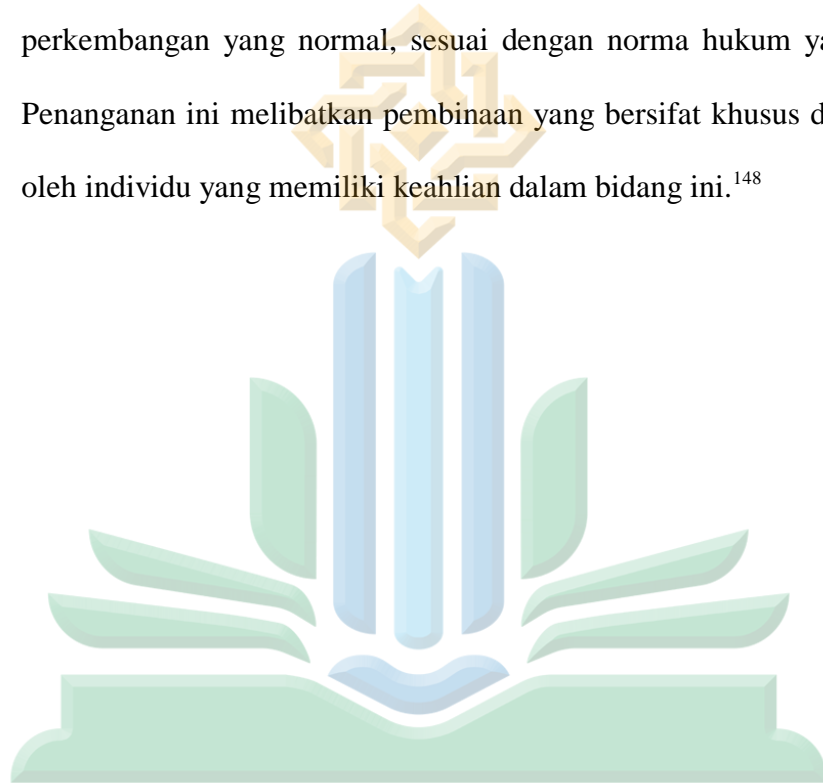 perkembangan yang normal, sesuai dengan norma hukum
Penanganan ini melibatkan pembinaan yang bersifat khusus
oleh individu yang memiliki keahlian dalam bidang ini.148